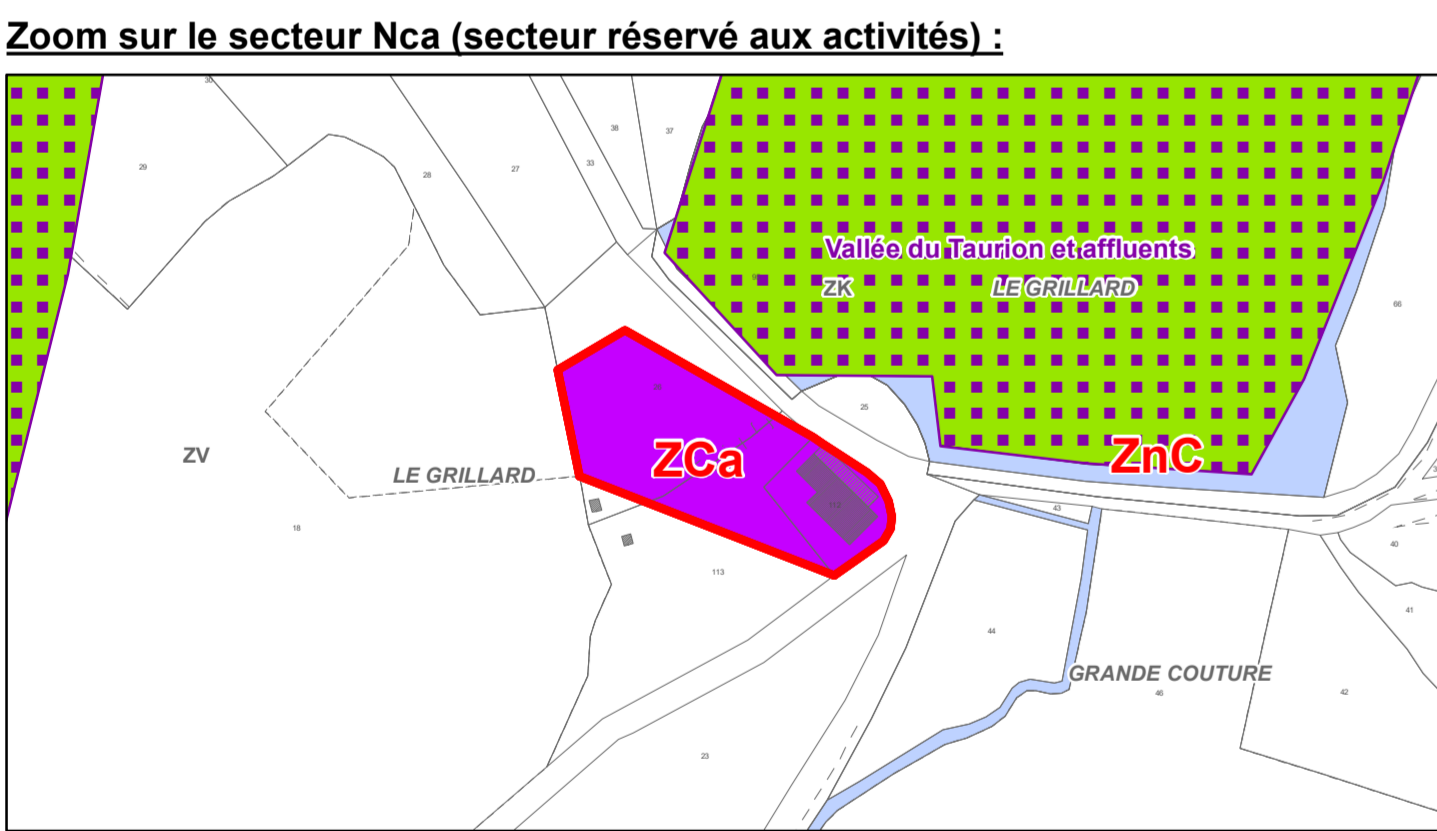 Zoom sur le secteur Nca (secteur réservé aux activités) :
30
38
37
29
28
27
33
Vallée du Taurion et affluents
ZK
LE GRILLARD
66
25
ZCa
ZnC
ZV
LE GRILLARD
18
43
40
113
41
44
GRANDE COUTURE
46
42
23